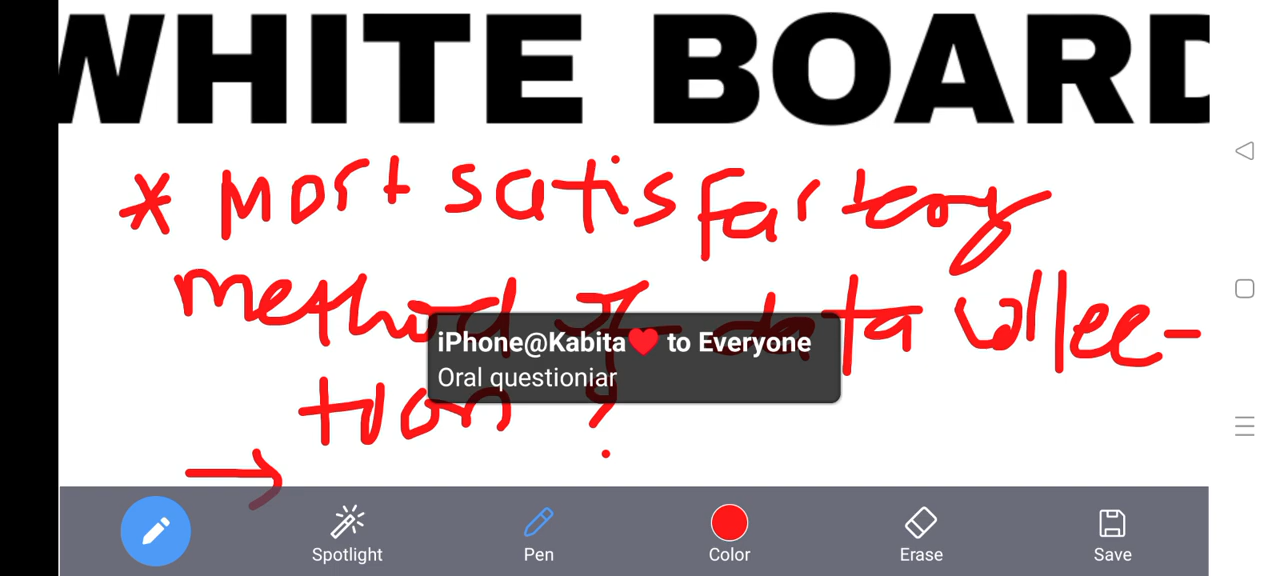 WHITE BOARD
* Most satisfactory
method of data collec-
tion ?
iPhone@Kabita❤️ to Everyone
Oral questioniar
→
Spotlight Pen Color Erase Save